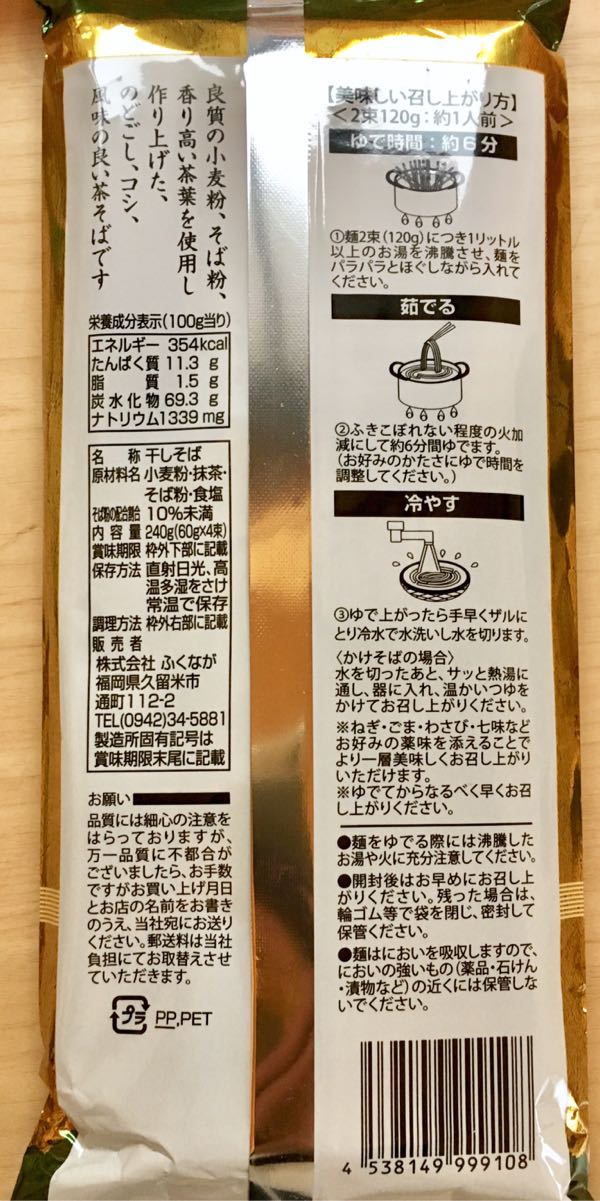 良質の小麦粉、そば粉、
香り高い茶葉を使用し
作り上げた、
のどごし、コシ、
風味の良い茶そばです
栄養成分表示(100g当り)
エネルギー 354kcal
たんぱく質 11.3 g
脂質 1.5 g
炭水化物 69.3 g
ナトリウム1339 mg
名称 干しそば
原材料名 小麦粉・抹茶・
そば粉・食塩
そば粉の配合割合 10%未満
内容量 240g(60g×4束)
賞味期限 枠外下部に記載
保存方法 直射日光、高
温多湿をさけ
常温で保存
調理方法 枠外右部に記載
販売者
株式会社 ふくなが
福岡県久留米市
通町112-2
TEL(0942)34-5881
製造所固有記号は
賞味期限末尾に記載
お願い
品質には細心の注意を
はらっておりますが、
万一品質に不都合が
ございましたら、お手数
ですがお買い上げ月日
とお店の名前をお書き
のうえ、当社宛にお送り
ください。郵送料は当社
負担にてお取替えさせ
ていただきます。
プラ PP,PET
【美味しい召し上がり方】
<2束120g:約1人前>
ゆで時間:約6分
①麺2束(120g)につき1リットル
以上のお湯を沸騰させ、麺を
パラパラとほぐしながら入れて
ください。
茹でる
②ふきこぼれない程度の火加
減にして約6分間ゆでます。
(お好みのかたさにゆで時間を
調整してください。)
冷やす
③ゆで上がったら手早くザルに
とり冷水で水洗いし水を切ります。
〈かけそばの場合〉
水を切ったあと、サッと熱湯に
通し、器に入れ、温かいつゆを
かけてお召し上がりください。
※ねぎ・ごま・わさび・七味など
お好みの薬味を添えることで
より一層美味しくお召し上がり
いただけます。
※ゆでてからなるべく早くお召
し上がりください。
●麺をゆでる際には沸騰した
お湯や火に充分注意してください。
●開封後はお早めにお召し上
がりください。残った場合は、
輪ゴム等で袋を閉じ、密封して
保管ください。
●麺はにおいを吸収しますので、
においの強いもの(薬品・石けん
・漬物など)の近くには保管しな
いでください。
4 538149 999108